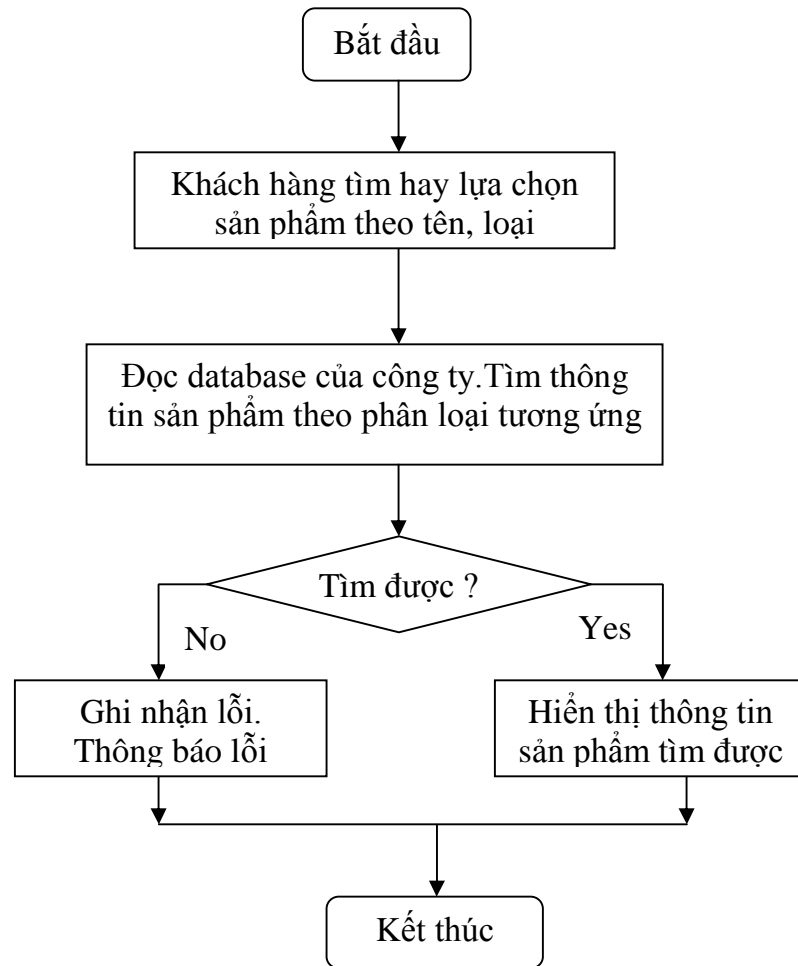 Bắt đầu
Khách hàng tìm hay lựa chọn
sản phẩm theo tên, loại
Đọc database của công ty.Tìm thông
tin sản phẩm theo phân loại tương ứng
Tìm được ?
No
Yes
Ghi nhận lỗi.
Thông báo lỗi
Hiển thị thông tin
sản phẩm tìm được
Kết thúc